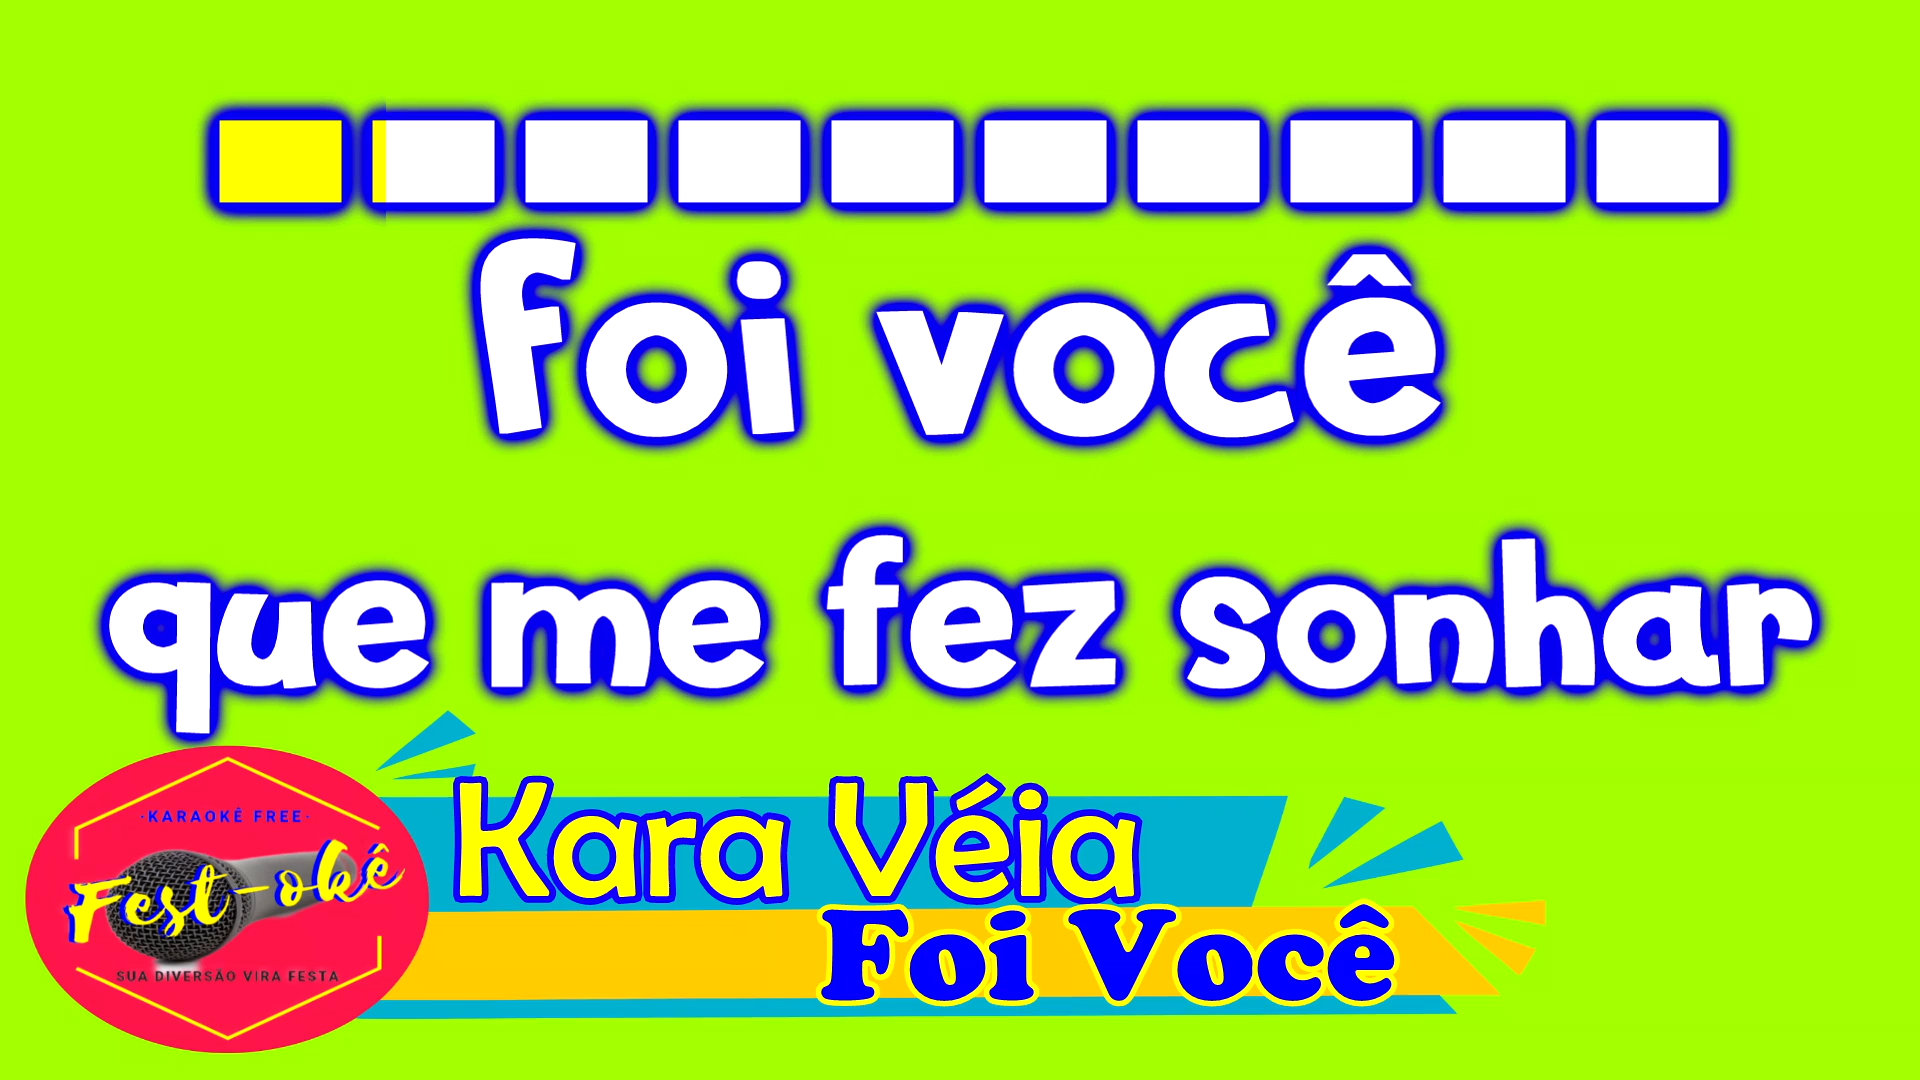 foi você
que me fez sonhar
·KARAOKÊ FREE·
Fest-okê
SUA DIVERSÃO VIRA FESTA
Kara Véia
Foi Você